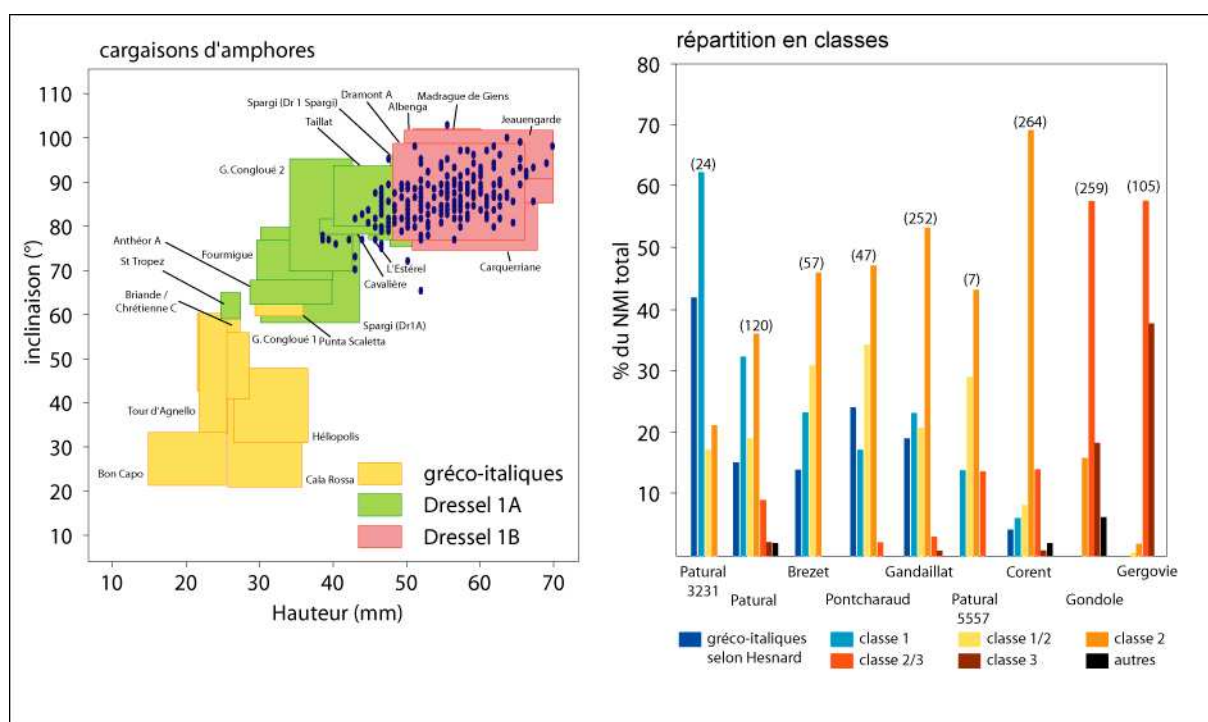 cargaisons d'amphores
inclinaison (°)
110
100
90
80
70
60
50
40
30
20
10
10 20 30 40 50 60 70
Hauteur (mm)
Dramont A
Madrague de Giens
Spargi (Dr 1 Spargi)
Albenga
Jeauengarde
Taillat
G. Congloué 2
Anthéor A
Fourmigue
St Tropez
L'Estérel
Carquerriane
Cavalière
Briande /
Chrétienne C
Spargi (Dr1A)
G. Congloué 1
Punta Scaletta
Tour d'Agnello
Héliopolis
Bon Capo
Cala Rossa
gréco-italiques
Dressel 1A
Dressel 1B
répartition en classes
% du NMI total
80
70
60
50
40
30
20
10
(24)
(120)
(57)
(47)
(252)
(7)
(264)
(259)
(105)
Patural
3231
Patural
Brezet
Pontcharaud
Gandaillat
Patural
5557
Corent
Gondole
Gergovie
gréco-italiques
selon Hesnard
classe 1
classe 1/2
classe 2
classe 2/3
classe 3
autres